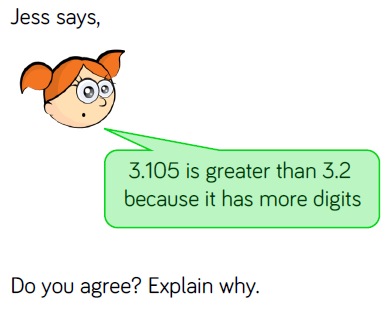 Jess says,
3.105 is greater than 3.2
because it has more digits
Do you agree? Explain why.